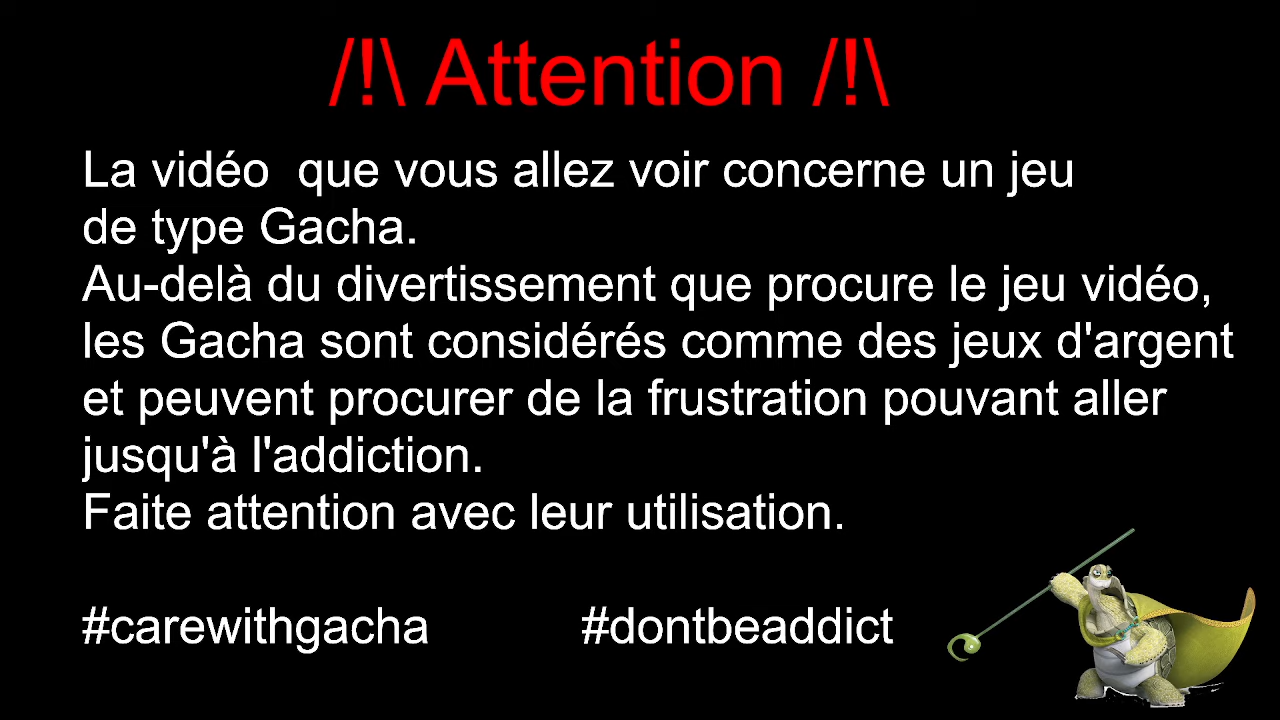 /!\ Attention /!\
La vidéo  que vous allez voir concerne un jeu
de type Gacha.
Au-delà du divertissement que procure le jeu vidéo,
les Gacha sont considérés comme des jeux d'argent
et peuvent procurer de la frustration pouvant aller
jusqu'à l'addiction.
Faite attention avec leur utilisation.
#carewithgacha #dontbeaddict